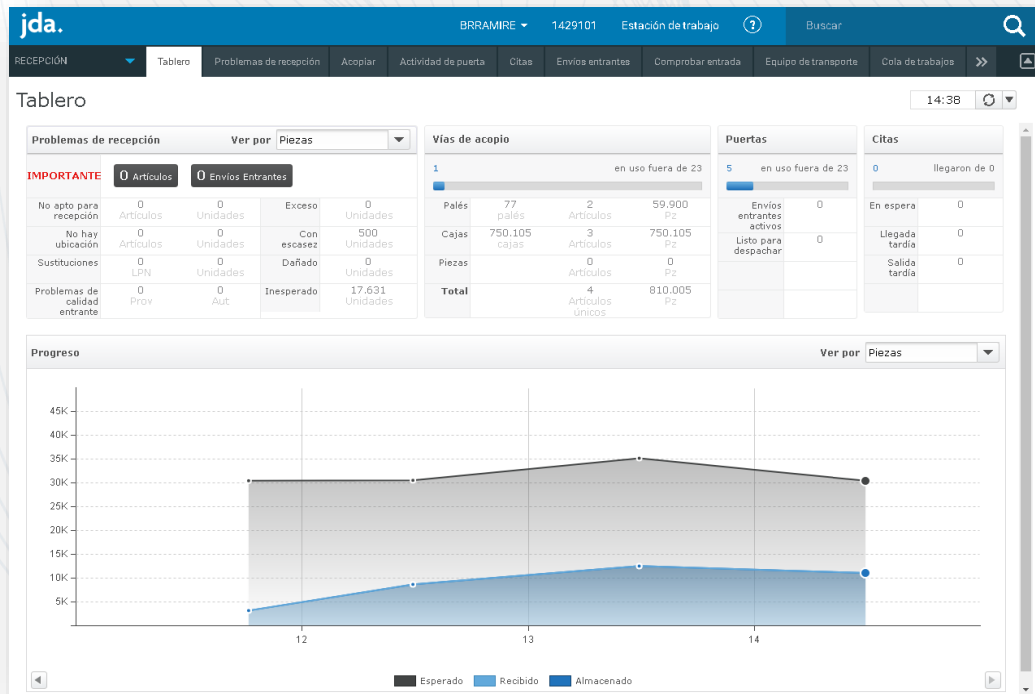 jda.
BRRAMIRE 1429101 Estación de trabajo ? Buscar
RECEPCIÓN Tablero Problemas de recepción Acopiar Actividad de puerta Citas Envíos entrantes Comprobar entrada Equipo de transporte Cola de trabajos
Tablero
14:38
Problemas de recepción Ver por Piezas
IMPORTANTE 0 Artículos 0 Envíos Entrantes
No apto para recepción 0 Artículos 0 Unidades Exceso 0 Unidades
No hay ubicación 0 Artículos 0 Unidades Con escasez 500 Unidades
Sustituciones 0 LPN 0 Unidades Dañado 0 Unidades
Problemas de calidad entrante 0 Prov 0 Aut Inesperado 17.631 Unidades
Vías de acopio
1 en uso fuera de 23
Palés 77 palés 2 Artículos 59.900 Pz
Cajas 750.105 cajas 3 Artículos 750.105 Pz
Piezas 0 Artículos 0 Pz
Total 4 Artículos únicos 810.005 Pz
Puertas
5 en uso fuera de 23
Envíos entrantes activos 0
Listo para despachar 0
Citas
0 llegaron de 0
En espera 0
Llegada tardía 0
Salida tardía 0
Progreso Ver por Piezas
45K
40K
35K
30K
25K
20K
15K
10K
5K
12 13 14
Esperado Recibido Almacenado